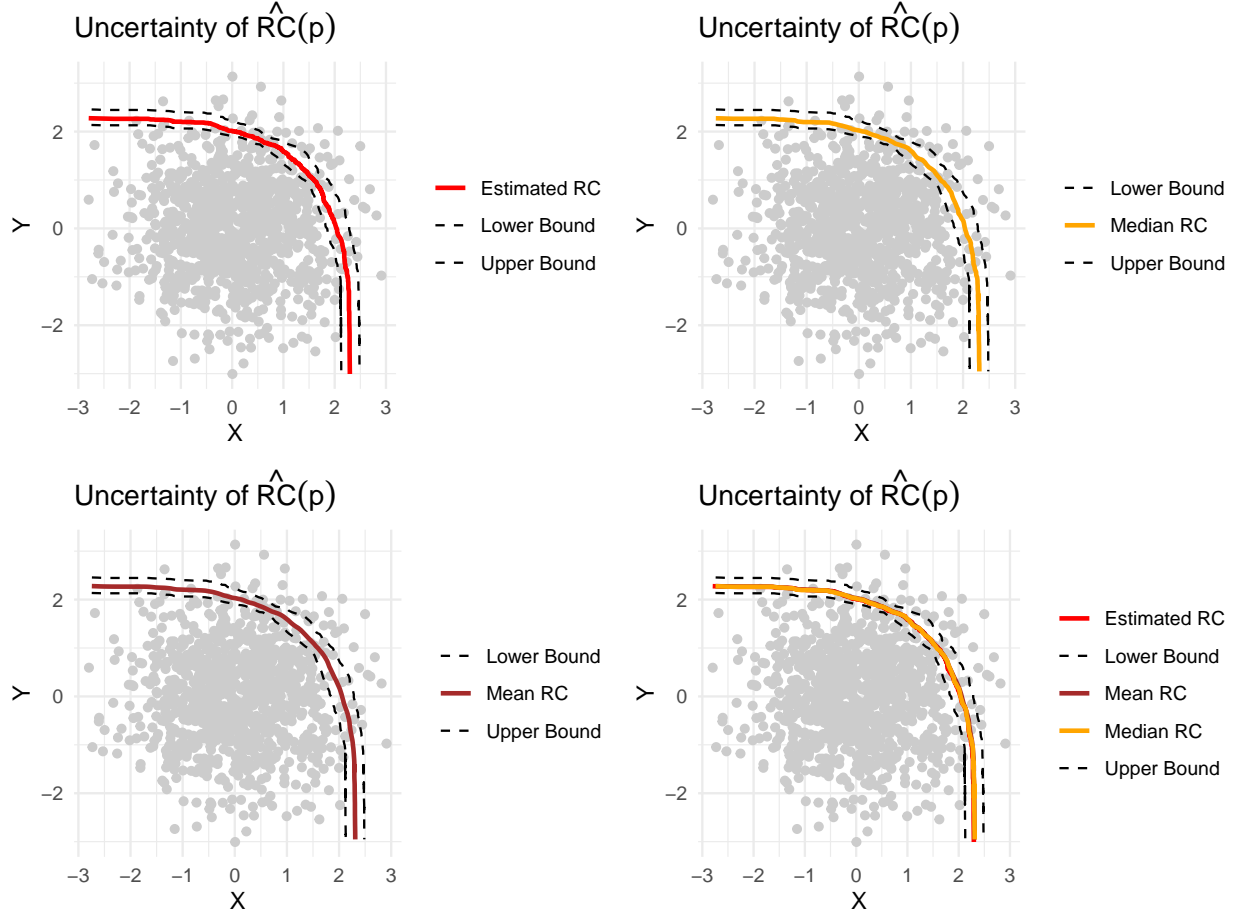 Uncertainty of R̂C(p)
Y
2
0
−2
−3 −2 −1 0 1 2 3
X
Estimated RC
Lower Bound
Upper Bound
Uncertainty of R̂C(p)
Y
2
0
−2
−3 −2 −1 0 1 2 3
X
Lower Bound
Median RC
Upper Bound
Uncertainty of R̂C(p)
Y
2
0
−2
−3 −2 −1 0 1 2 3
X
Lower Bound
Mean RC
Upper Bound
Uncertainty of R̂C(p)
Y
2
0
−2
−3 −2 −1 0 1 2 3
X
Estimated RC
Lower Bound
Mean RC
Median RC
Upper Bound